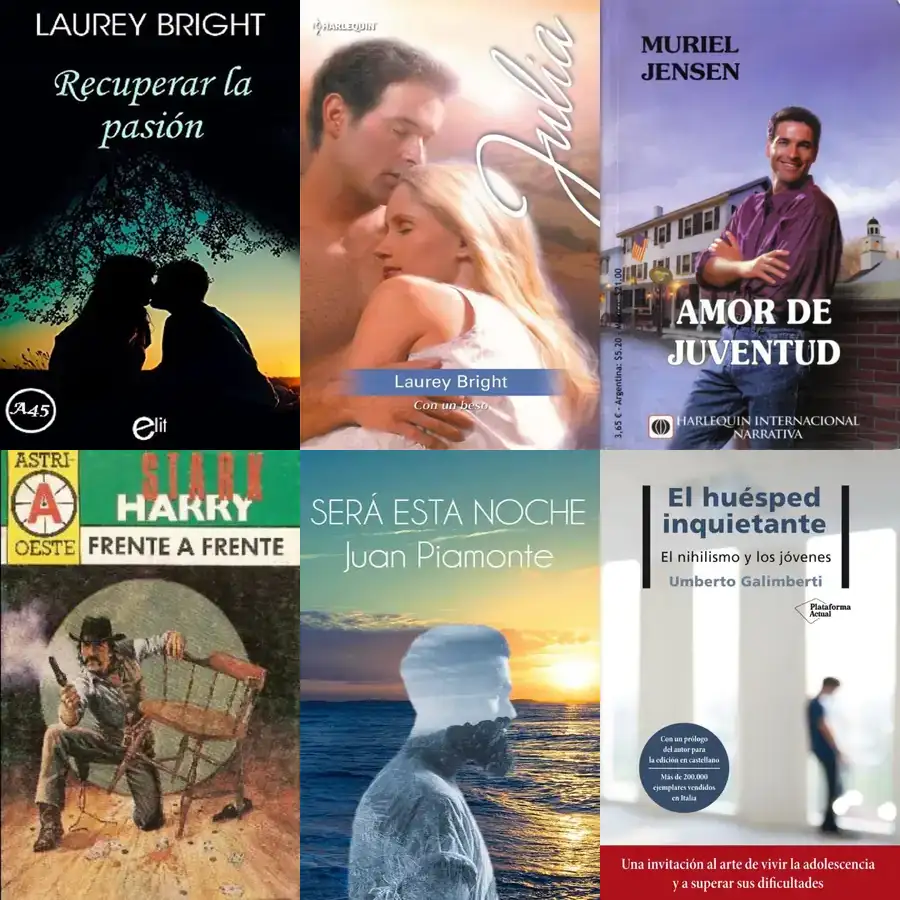 LAUREY BRIGHT
Recuperar la
pasión
A45
elit
HARLEQUIN
Julia
Laurey Bright
Con un beso
MURIEL
JENSEN
3,65 € - Argentina: $5.20
21.00
AMOR DE
JUVENTUD
HARLEQUIN INTERNACIONAL
NARRATIVA
ASTRI-
A
OESTE
STARK
HARRY
FRENTE A FRENTE
SERÁ ESTA NOCHE
Juan Piamonte
El huésped
inquietante
El nihilismo y los jóvenes
Umberto Galimberti
Plataforma
Actual
Con un prólogo
del autor para
la edición en castellano
Más de 200.000
ejemplares vendidos
en Italia
Una invitación al arte de vivir la adolescencia
y a superar sus dificultades